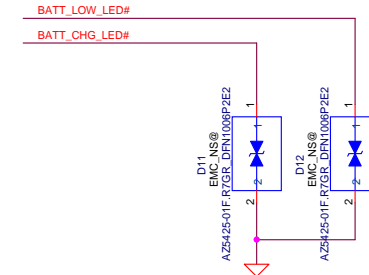 BATT_LOW_LED#
BATT_CHG_LED#
1
1
D11
EMC_NS@
AZ5425-01F.R7GR_DFN1006P2E2
1
2
2
D12
EMC_NS@
AZ5425-01F.R7GR_DFN1006P2E2
1
2
2